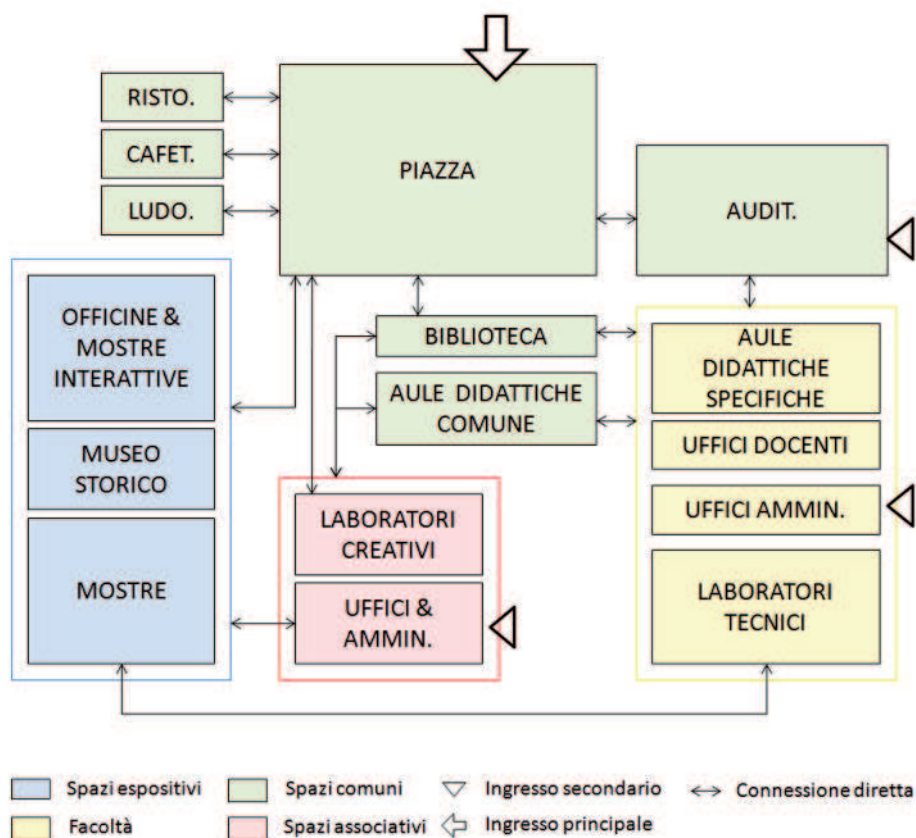 RISTO.
CAFET.
LUDO.
PIAZZA
AUDIT.
OFFICINE &
MOSTRE
INTERATTIVE
MUSEO
STORICO
MOSTRE
BIBLIOTECA
AULE DIDATTICHE
COMUNE
LABORATORI
CREATIVI
UFFICI &
AMMIN.
AULE
DIDATTICHE
SPECIFICHE
UFFICI DOCENTI
UFFICI AMMIN.
LABORATORI
TECNICI
Spazi espositivi
Spazi comuni
Ingresso secondario
Connessione diretta
Facoltà
Spazi associativi
Ingresso principale